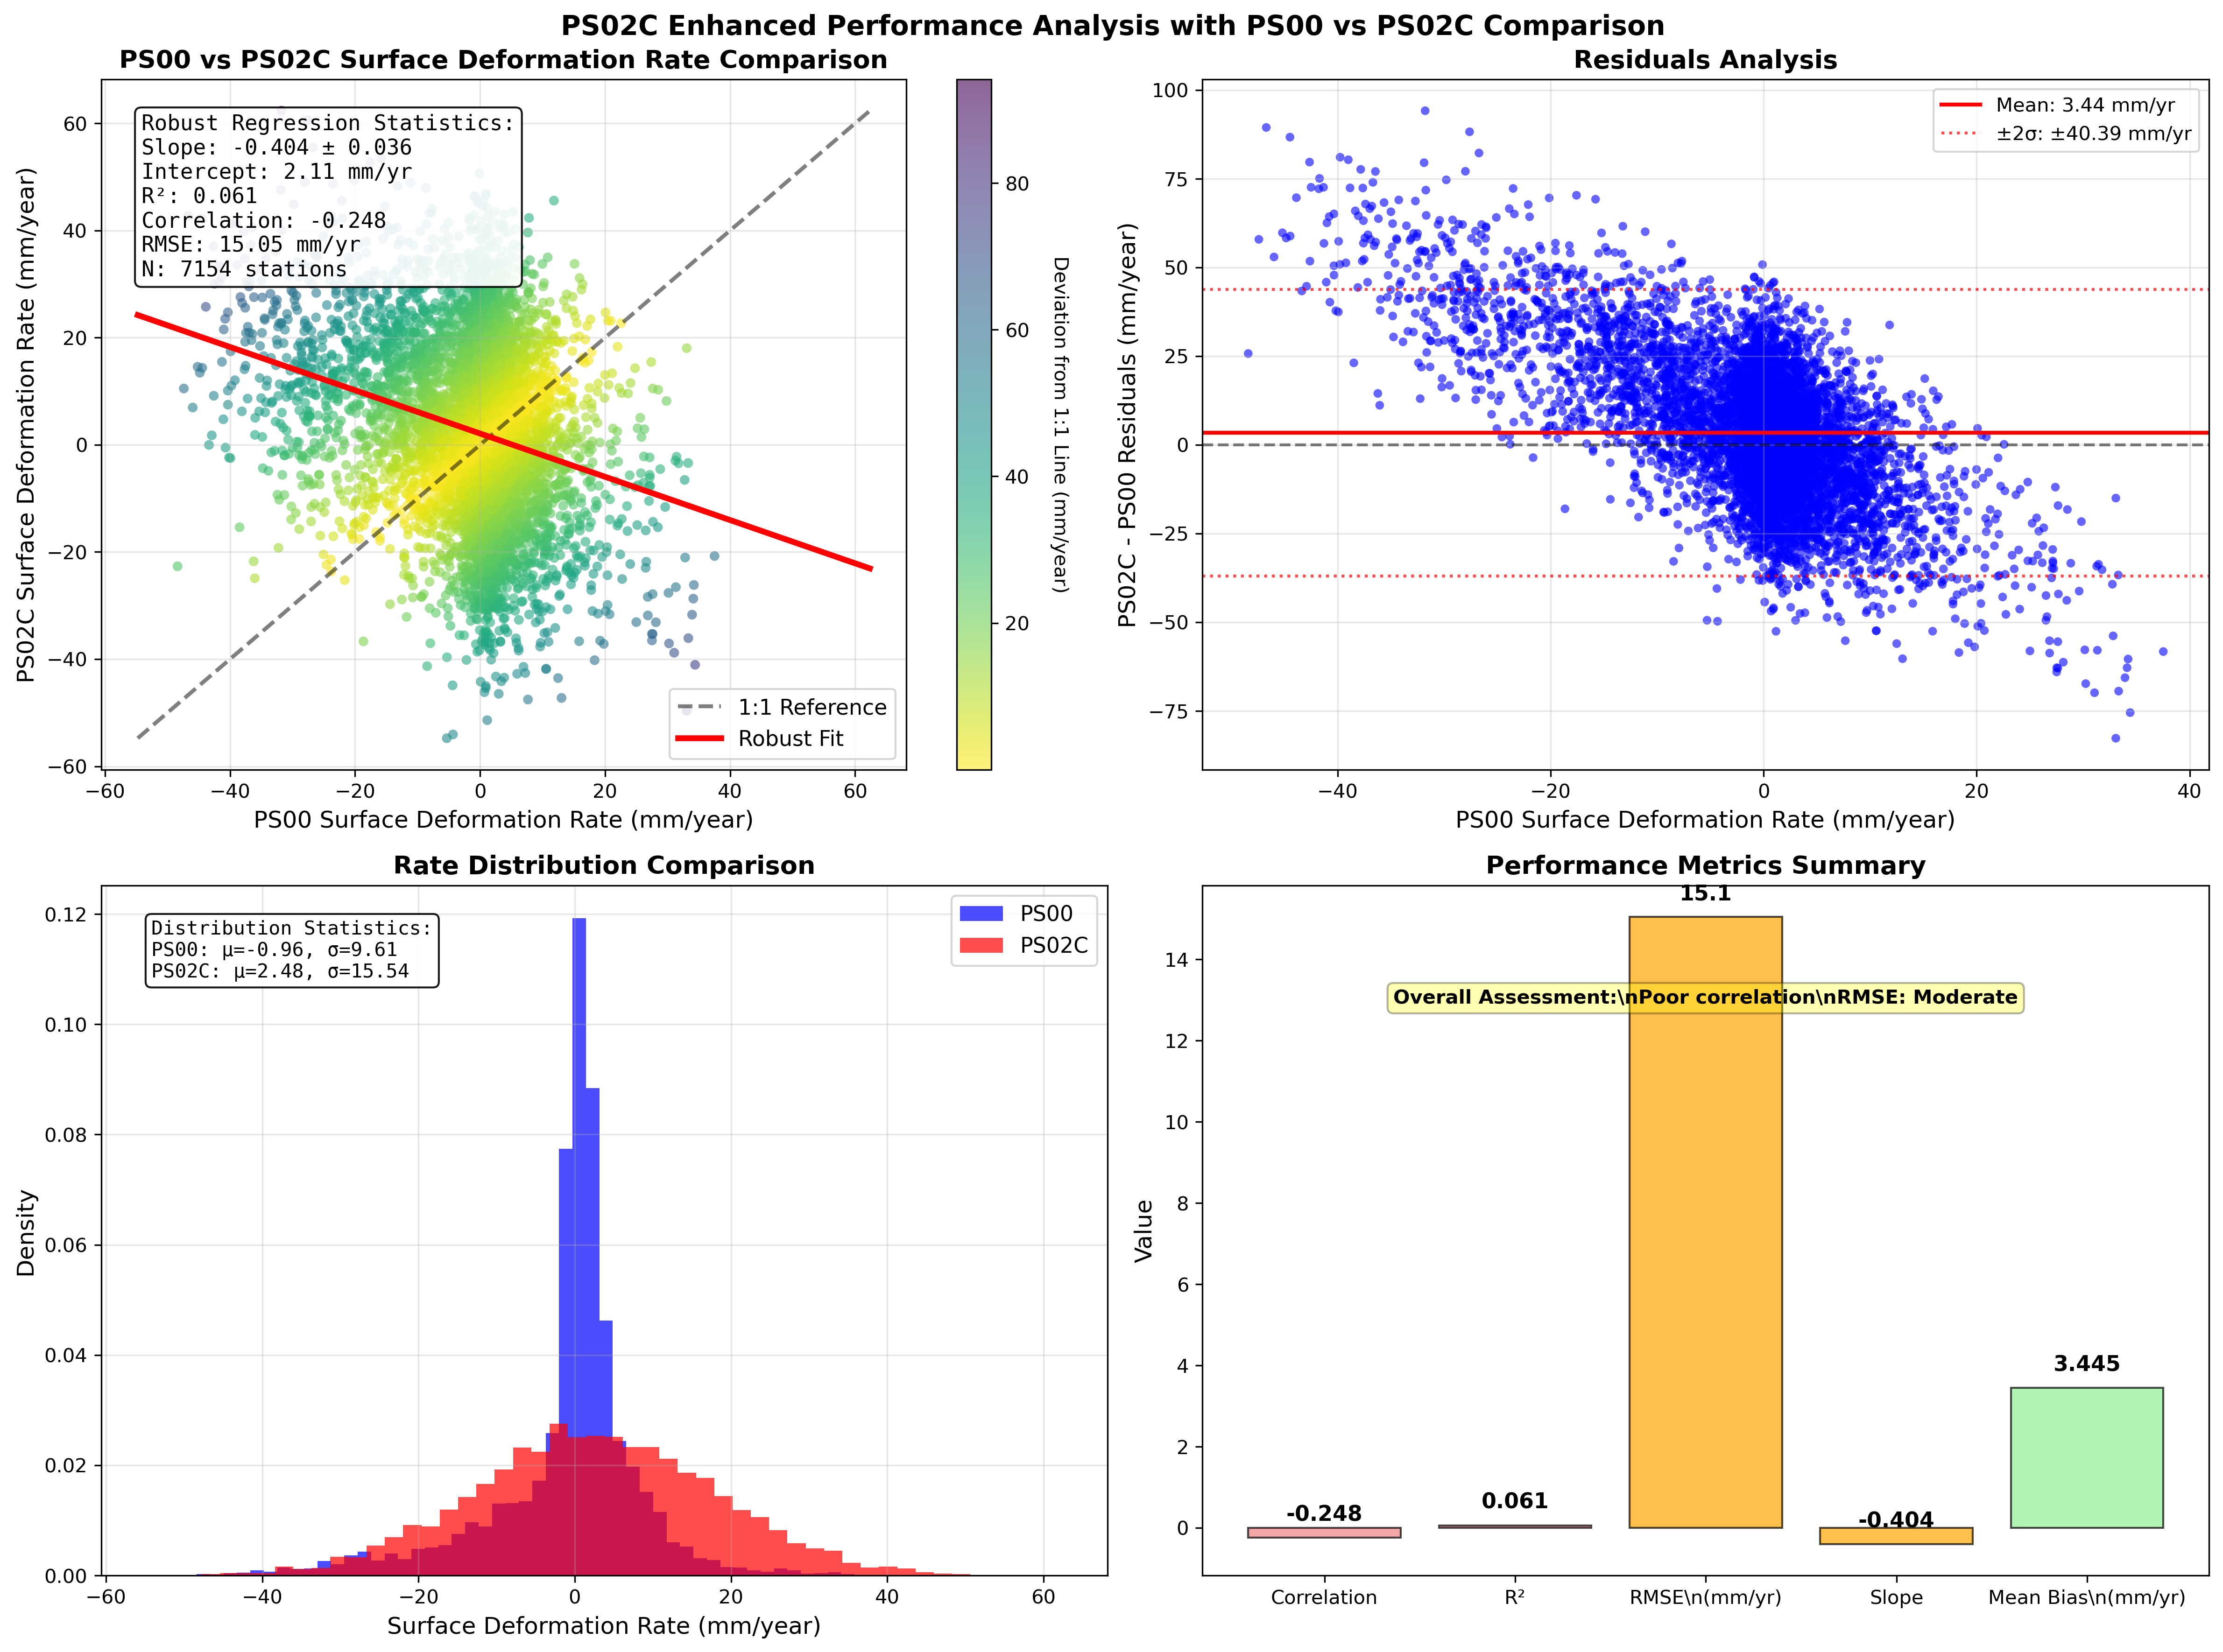 PS02C Enhanced Performance Analysis with PS00 vs PS02C Comparison
PS00 vs PS02C Surface Deformation Rate Comparison
Robust Regression Statistics:
Slope: -0.404 ± 0.036
Intercept: 2.11 mm/yr
R²: 0.061
Correlation: -0.248
RMSE: 15.05 mm/yr
N: 7154 stations
1:1 Reference
Robust Fit
PS02C Surface Deformation Rate (mm/year)
60
40
20
0
−20
−40
−60
−60 −40 −20 0 20 40 60
PS00 Surface Deformation Rate (mm/year)
80
60
40
20
Deviation from 1:1 Line (mm/year)
Residuals Analysis
Mean: 3.44 mm/yr
±2σ: ±40.39 mm/yr
PS02C - PS00 Residuals (mm/year)
100
75
50
25
0
−25
−50
−75
−40 −20 0 20 40
PS00 Surface Deformation Rate (mm/year)
Rate Distribution Comparison
Distribution Statistics:
PS00: μ=-0.96, σ=9.61
PS02C: μ=2.48, σ=15.54
PS00
PS02C
Density
0.12
0.10
0.08
0.06
0.04
0.02
0.00
−60 −40 −20 0 20 40 60
Surface Deformation Rate (mm/year)
Performance Metrics Summary
15.1
Overall Assessment:\nPoor correlation\nRMSE: Moderate
3.445
-0.248
0.061
-0.404
Value
14
12
10
8
6
4
2
0
Correlation R² RMSE\n(mm/yr) Slope Mean Bias\n(mm/yr)